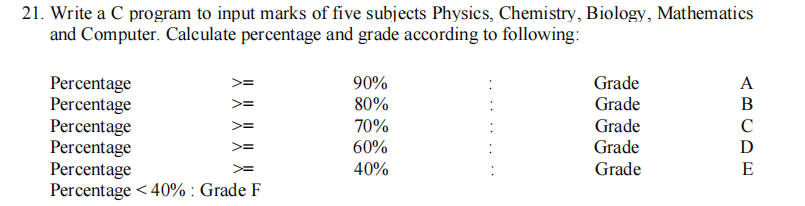 21. Write a C program to input marks of five subjects Physics, Chemistry, Biology, Mathematics
and Computer. Calculate percentage and grade according to following:
Percentage >= 90% : Grade A
Percentage >= 80% : Grade B
Percentage >= 70% : Grade C
Percentage >= 60% : Grade D
Percentage >= 40% : Grade E
Percentage < 40% : Grade F